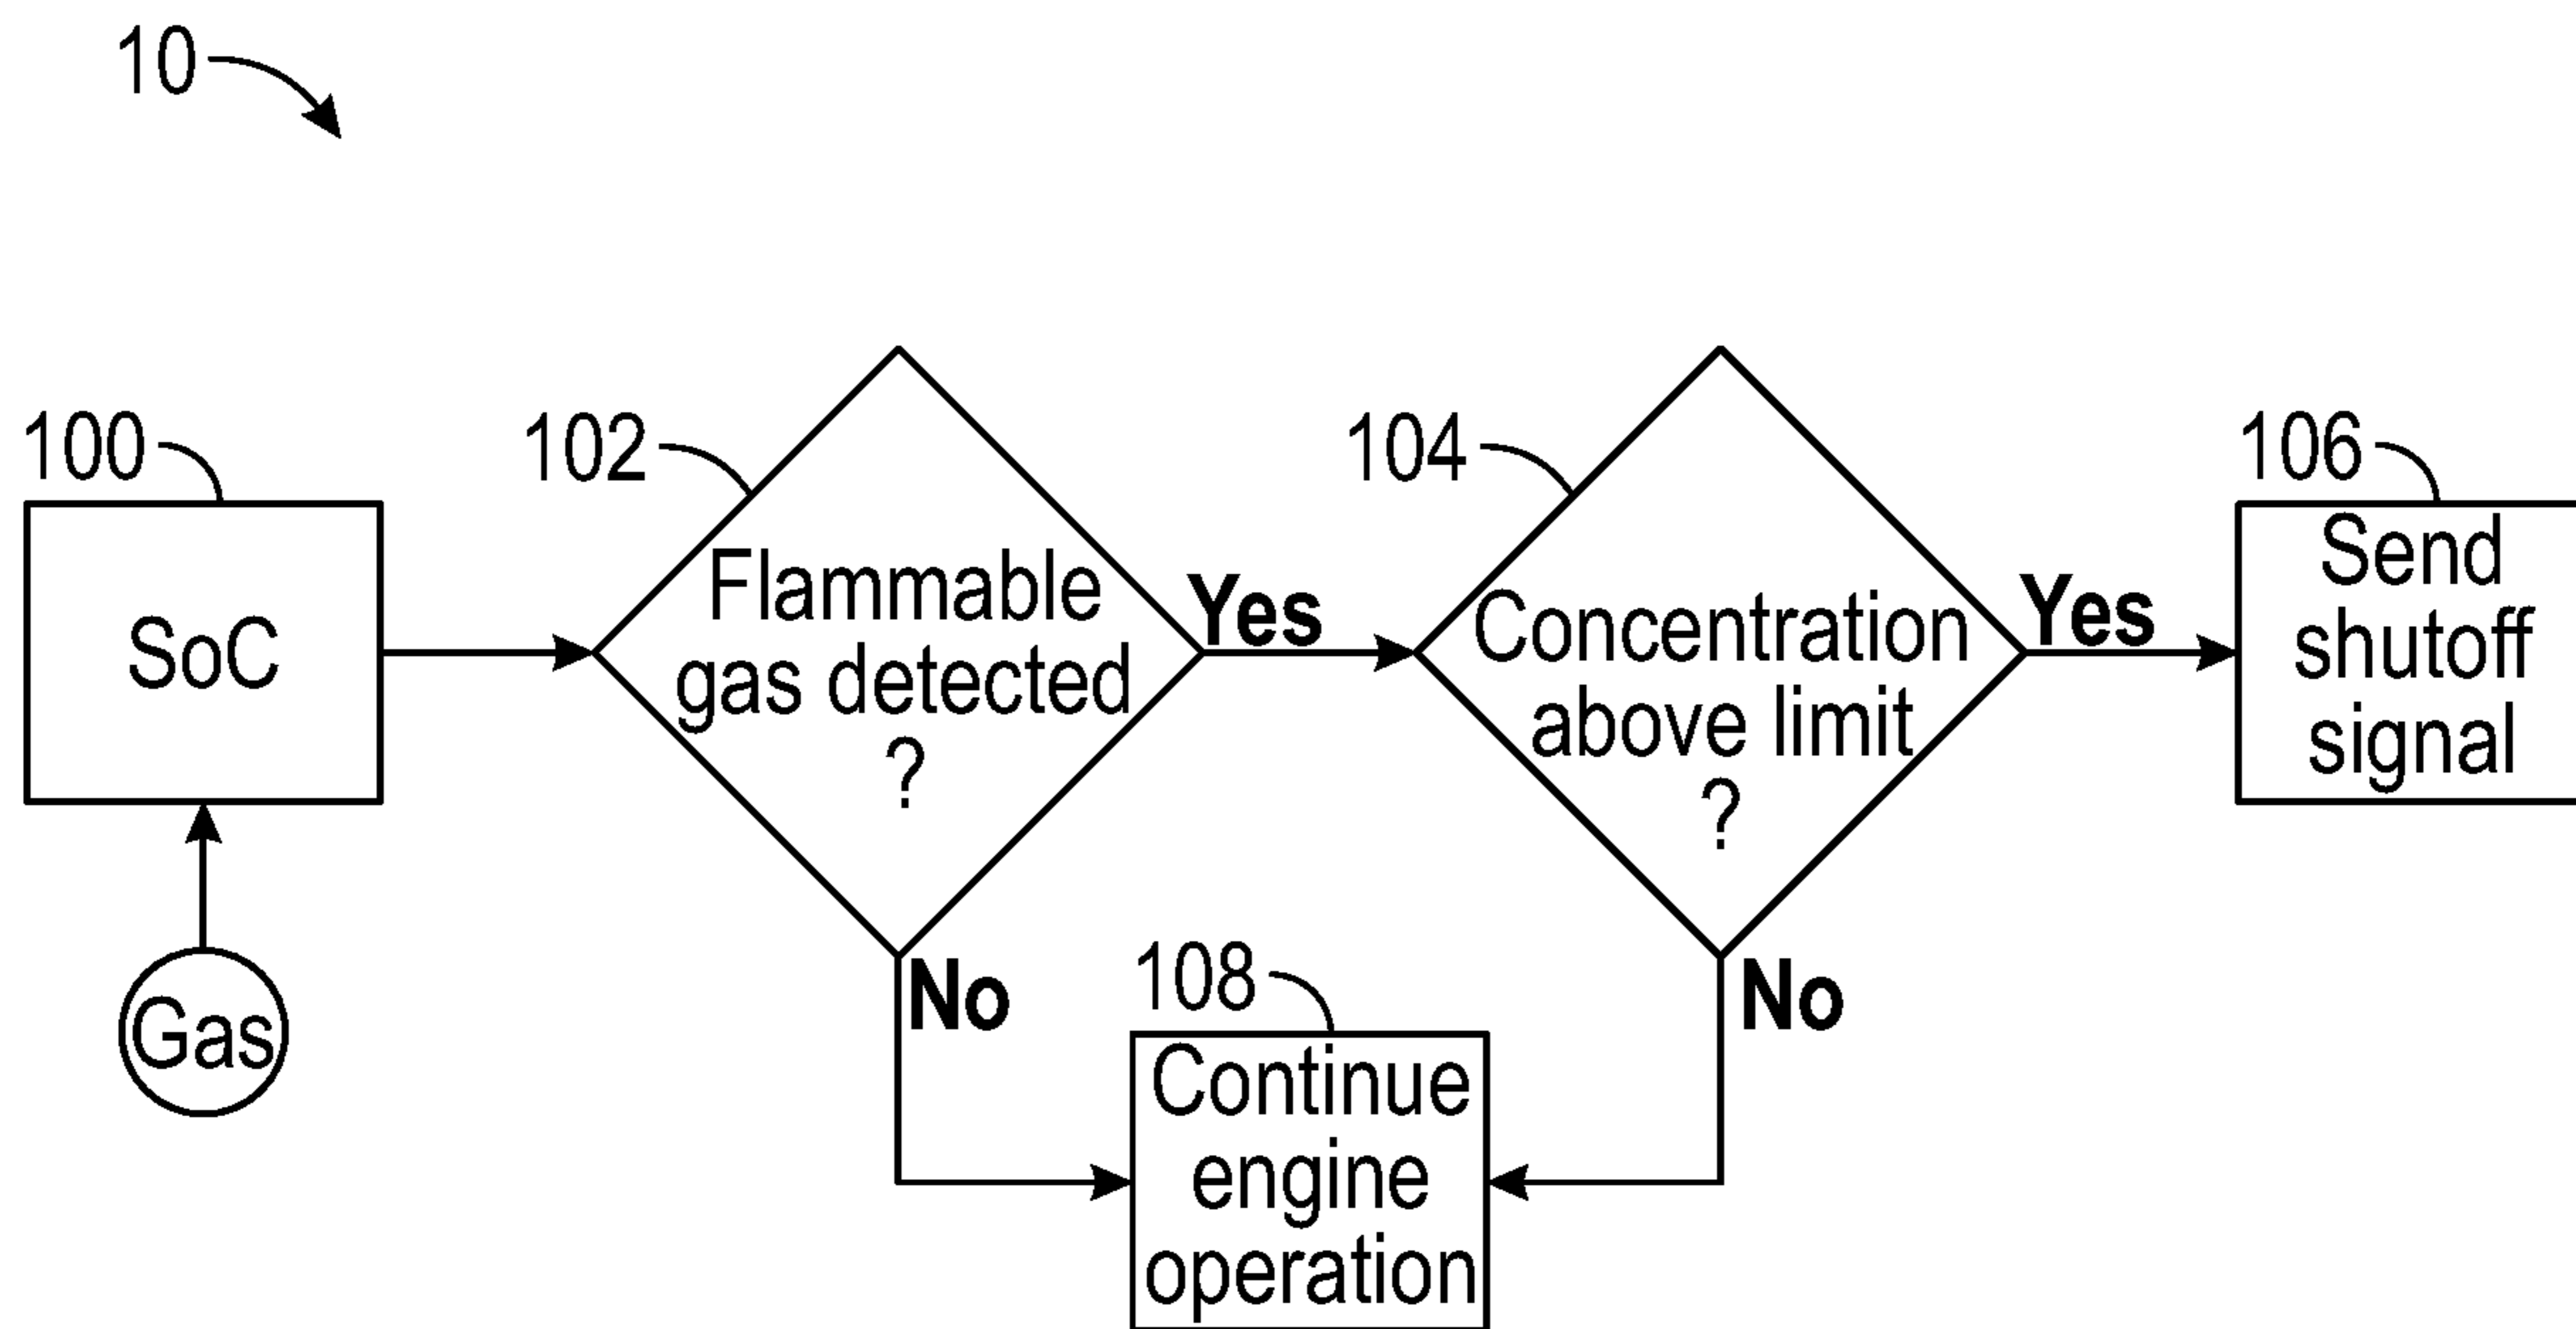 10
100
SoC
Gas
102
Flammable
gas detected
?
Yes
No
104
Concentration
above limit
?
Yes
No
106
Send
shutoff
signal
108
Continue
engine
operation